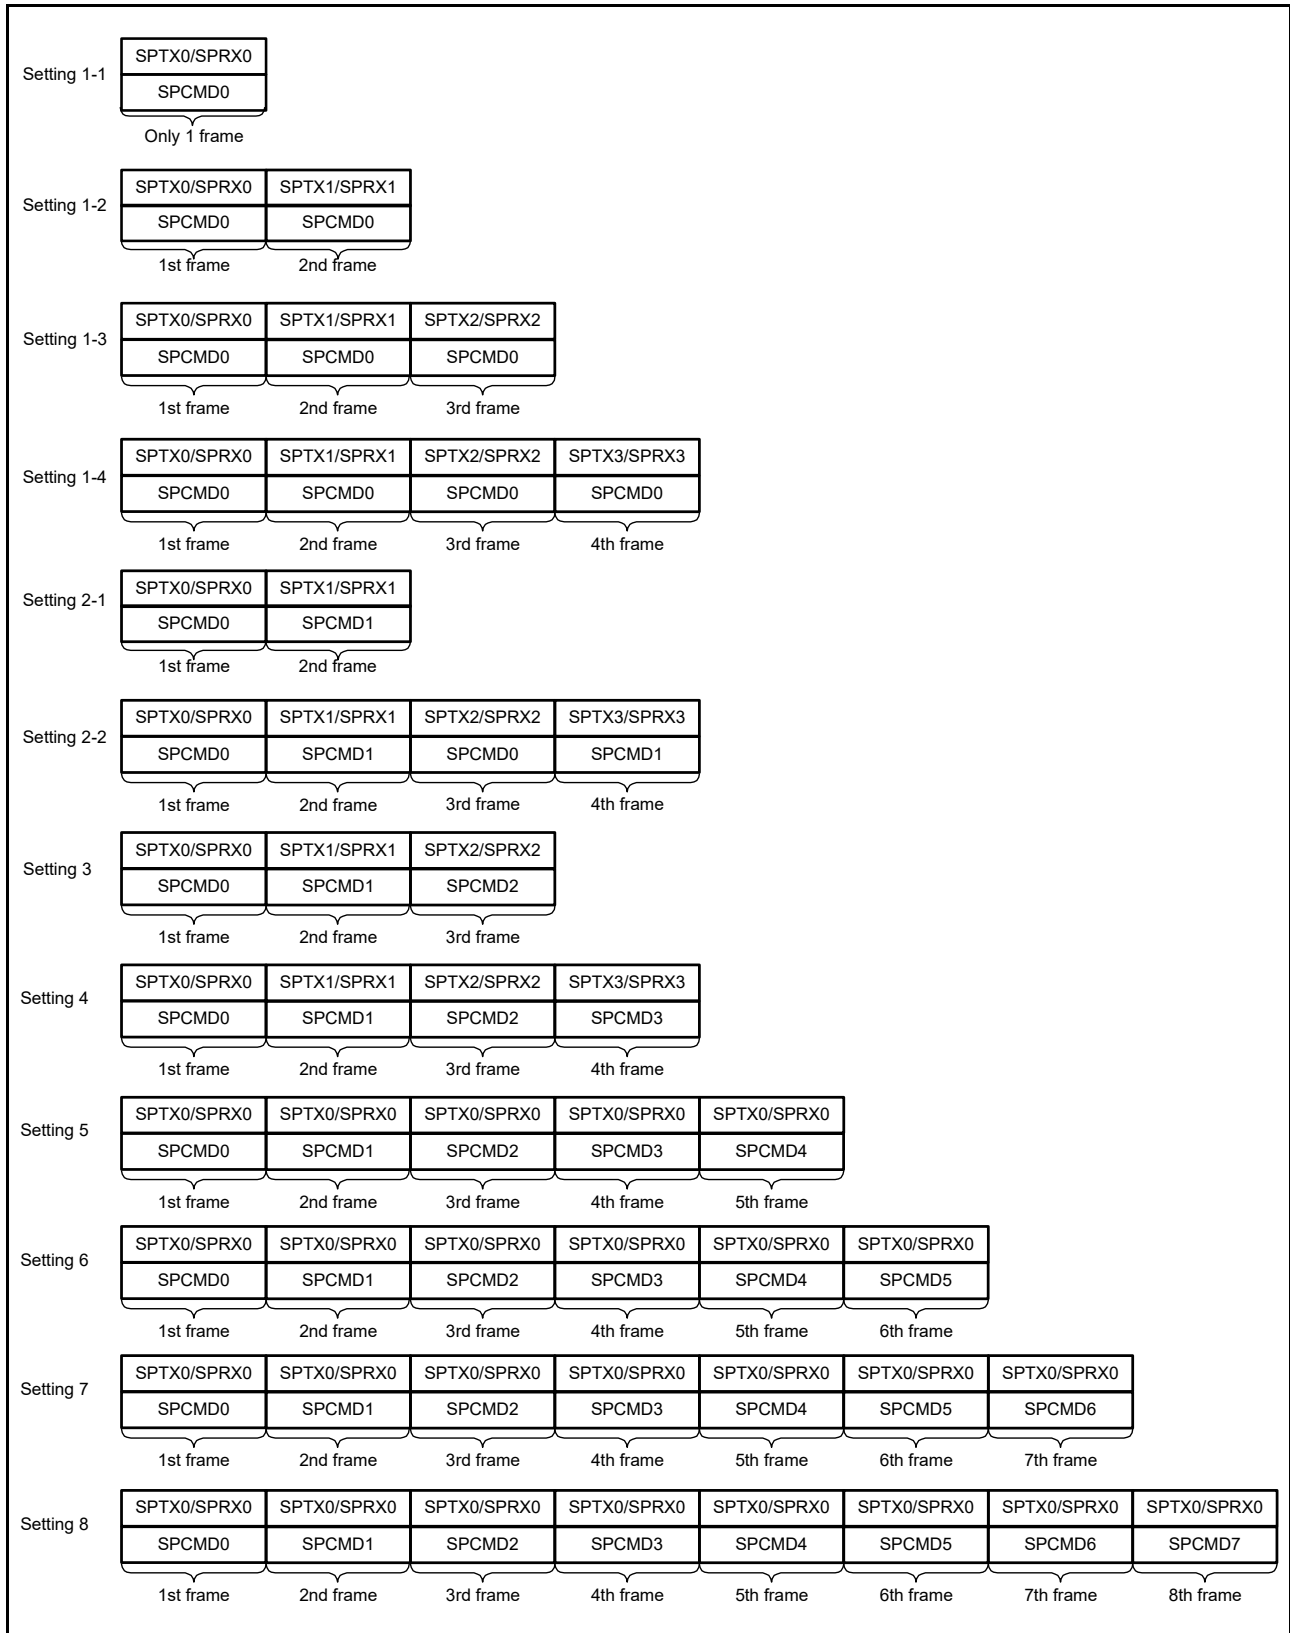 SPTX0/SPRX0
Setting 1-1
SPCMD0
Only 1 frame
SPTX0/SPRX0 SPTX1/SPRX1
Setting 1-2
SPCMD0 SPCMD0
1st frame 2nd frame
SPTX0/SPRX0 SPTX1/SPRX1 SPTX2/SPRX2
Setting 1-3
SPCMD0 SPCMD0 SPCMD0
1st frame 2nd frame 3rd frame
SPTX0/SPRX0 SPTX1/SPRX1 SPTX2/SPRX2 SPTX3/SPRX3
Setting 1-4
SPCMD0 SPCMD0 SPCMD0 SPCMD0
1st frame 2nd frame 3rd frame 4th frame
SPTX0/SPRX0 SPTX1/SPRX1
Setting 2-1
SPCMD0 SPCMD1
1st frame 2nd frame
SPTX0/SPRX0 SPTX1/SPRX1 SPTX2/SPRX2 SPTX3/SPRX3
Setting 2-2
SPCMD0 SPCMD1 SPCMD0 SPCMD1
1st frame 2nd frame 3rd frame 4th frame
SPTX0/SPRX0 SPTX1/SPRX1 SPTX2/SPRX2
Setting 3
SPCMD0 SPCMD1 SPCMD2
1st frame 2nd frame 3rd frame
SPTX0/SPRX0 SPTX1/SPRX1 SPTX2/SPRX2 SPTX3/SPRX3
Setting 4
SPCMD0 SPCMD1 SPCMD2 SPCMD3
1st frame 2nd frame 3rd frame 4th frame
SPTX0/SPRX0 SPTX0/SPRX0 SPTX0/SPRX0 SPTX0/SPRX0 SPTX0/SPRX0
Setting 5
SPCMD0 SPCMD1 SPCMD2 SPCMD3 SPCMD4
1st frame 2nd frame 3rd frame 4th frame 5th frame
SPTX0/SPRX0 SPTX0/SPRX0 SPTX0/SPRX0 SPTX0/SPRX0 SPTX0/SPRX0 SPTX0/SPRX0
Setting 6
SPCMD0 SPCMD1 SPCMD2 SPCMD3 SPCMD4 SPCMD5
1st frame 2nd frame 3rd frame 4th frame 5th frame 6th frame
SPTX0/SPRX0 SPTX0/SPRX0 SPTX0/SPRX0 SPTX0/SPRX0 SPTX0/SPRX0 SPTX0/SPRX0 SPTX0/SPRX0
Setting 7
SPCMD0 SPCMD1 SPCMD2 SPCMD3 SPCMD4 SPCMD5 SPCMD6
1st frame 2nd frame 3rd frame 4th frame 5th frame 6th frame 7th frame
SPTX0/SPRX0 SPTX0/SPRX0 SPTX0/SPRX0 SPTX0/SPRX0 SPTX0/SPRX0 SPTX0/SPRX0 SPTX0/SPRX0 SPTX0/SPRX0
Setting 8
SPCMD0 SPCMD1 SPCMD2 SPCMD3 SPCMD4 SPCMD5 SPCMD6 SPCMD7
1st frame 2nd frame 3rd frame 4th frame 5th frame 6th frame 7th frame 8th frame